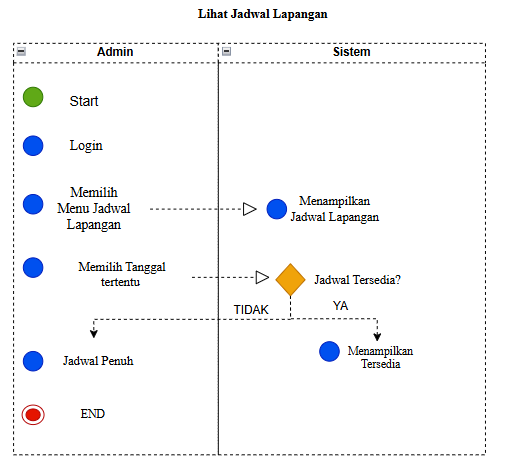 Lihat Jadwal Lapangan
Admin
Sistem
Start
Login
Memilih
Menu Jadwal
Lapangan
Menampilkan
Jadwal Lapangan
Memilih Tanggal
tertentu
Jadwal Tersedia?
TIDAK
YA
Jadwal Penuh
Menampilkan
Tersedia
END